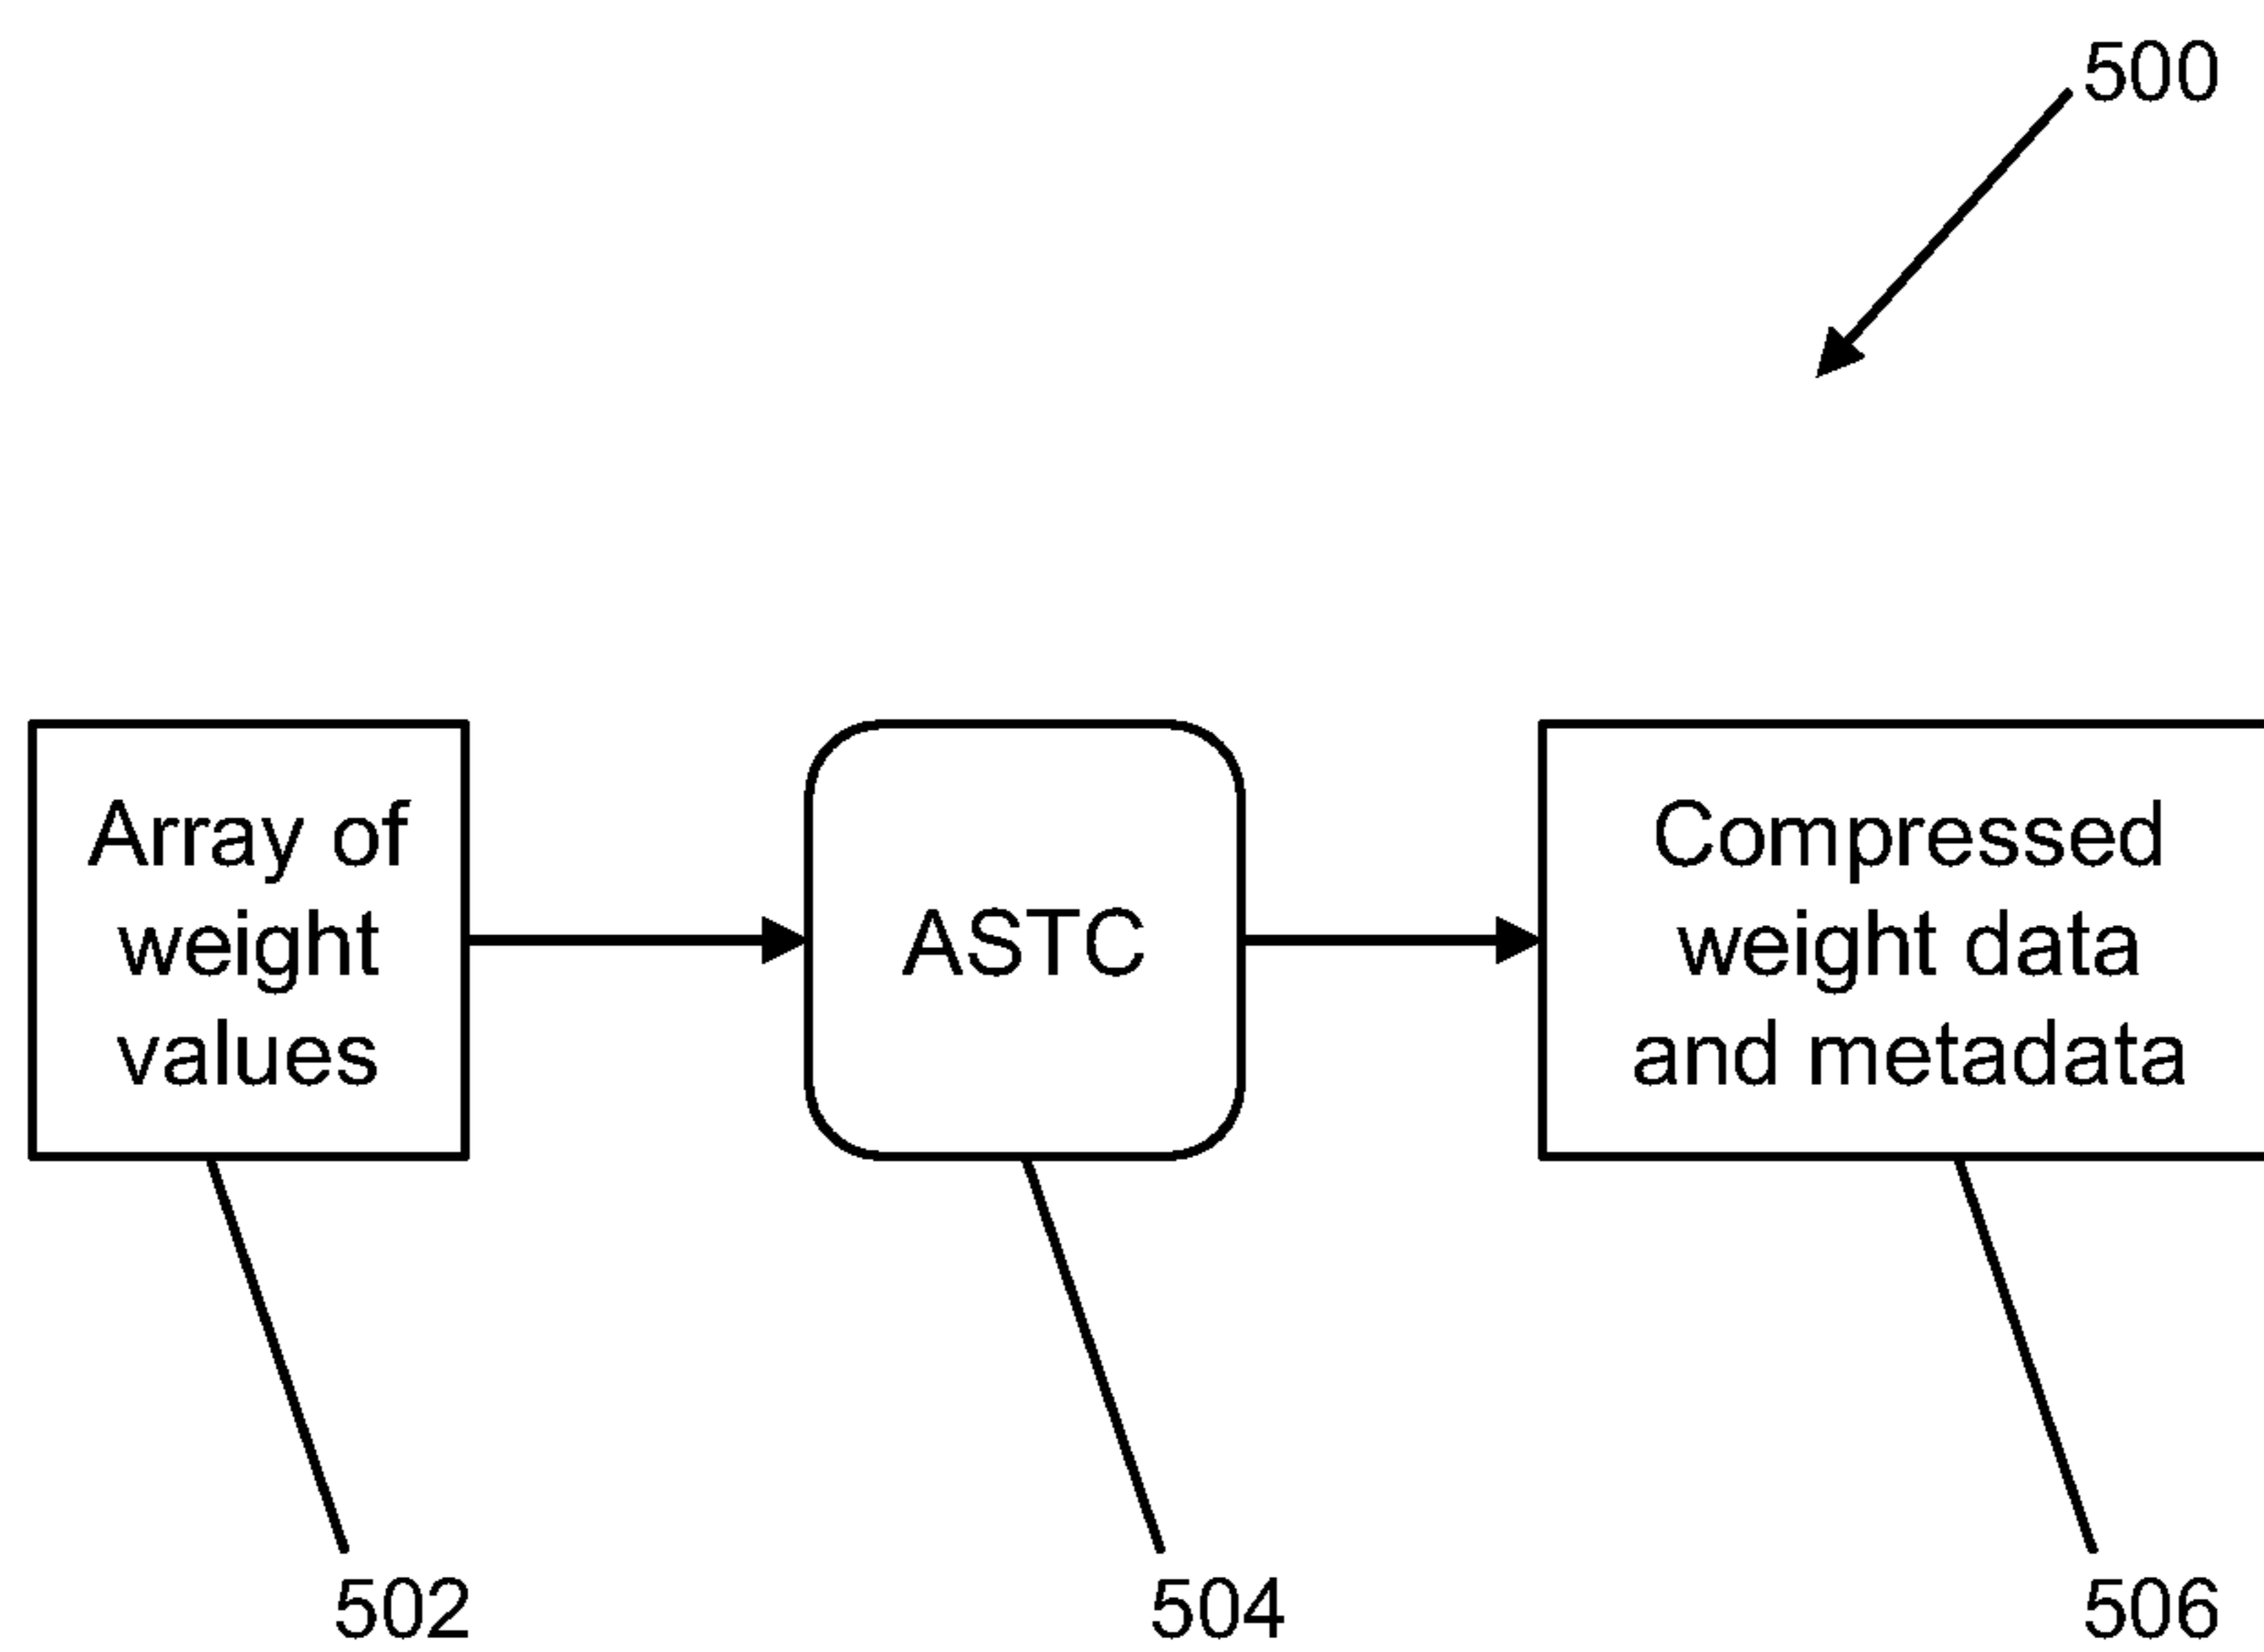 500
Array of
weight
values
ASTC
Compressed
weight data
and metadata
502
504
506